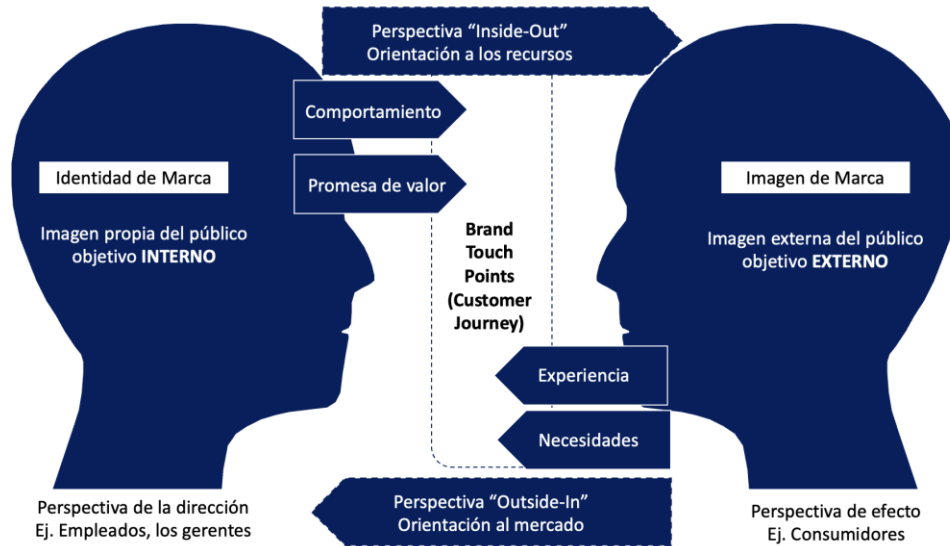 Perspectiva “Inside-Out”
Orientación a los recursos
Comportamiento
Promesa de valor
Identidad de Marca
Imagen propia del público
objetivo INTERNO
Brand
Touch
Points
(Customer
Journey)
Imagen de Marca
Imagen externa del público
objetivo EXTERNO
Experiencia
Necesidades
Perspectiva “Outside-In”
Orientación al mercado
Perspectiva de la dirección
Ej. Empleados, los gerentes
Perspectiva de efecto
Ej. Consumidores